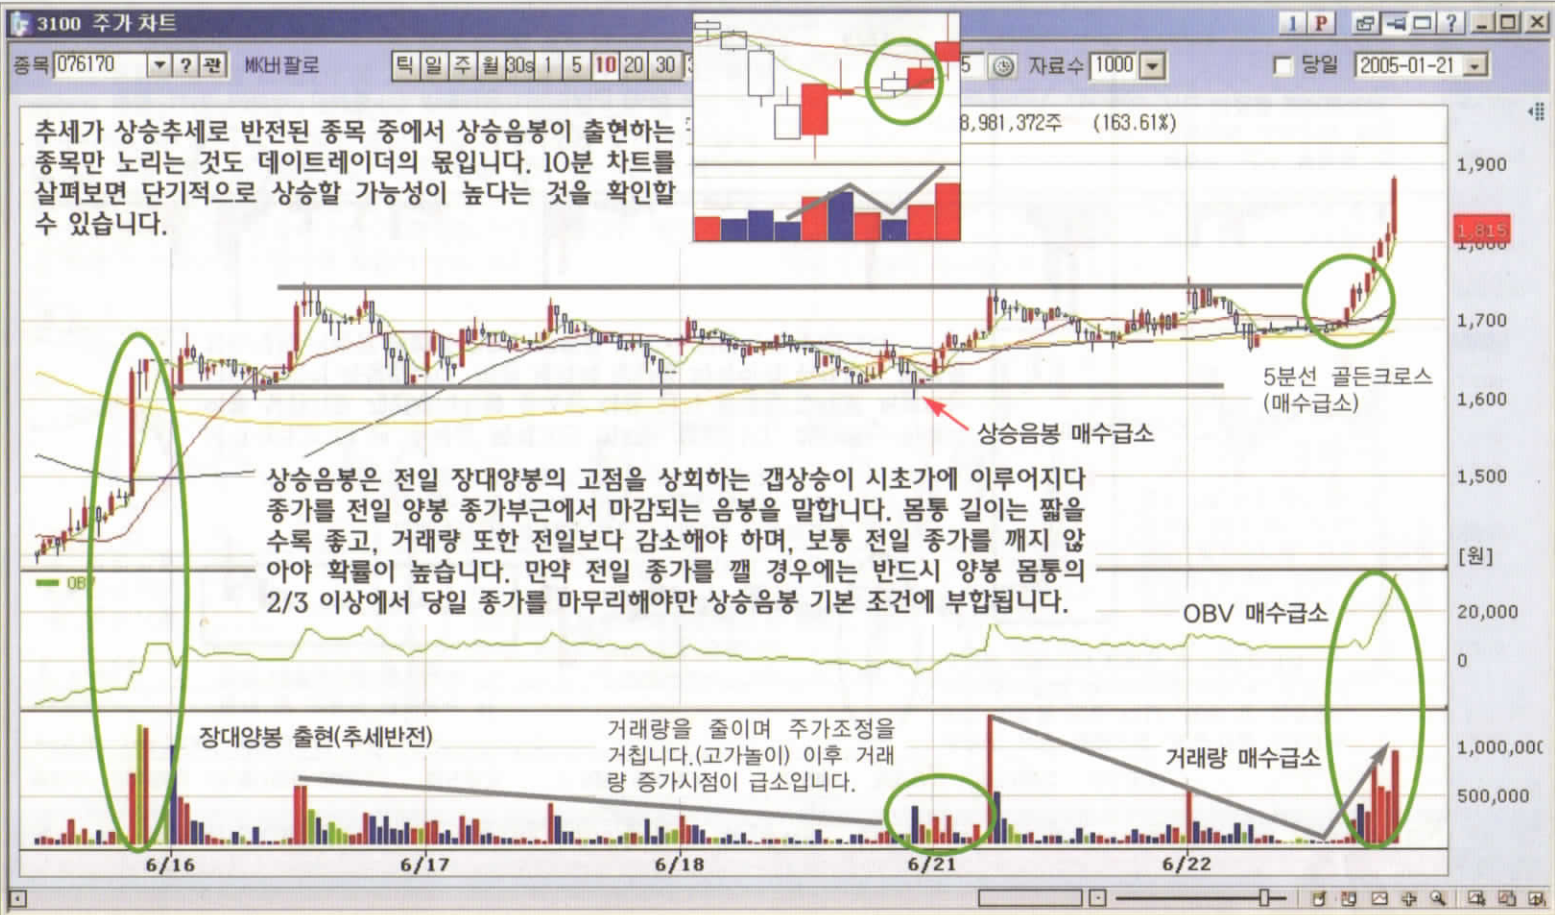 3100 주가 차트
1 P ?
종목 076170 ? 관 MK버팔로 틱 일 주 월 30s 1 5 10 20 30 5 자료수 1000 당일 2005-01-21
8,981,372주 (163.61%)
추세가 상승추세로 반전된 종목 중에서 상승음봉이 출현하는
종목만 노리는 것도 데이트레이더의 몫입니다. 10분 차트를
살펴보면 단기적으로 상승할 가능성이 높다는 것을 확인할
수 있습니다.
1,900
1,815
1,800
1,700
5분선 골든크로스
(매수급소)
1,600
상승음봉 매수급소
1,500
상승음봉은 전일 장대양봉의 고점을 상회하는 갭상승이 시초가에 이루어지다
종가를 전일 양봉 종가부근에서 마감되는 음봉을 말합니다. 몸통 길이는 짧을
수록 좋고, 거래량 또한 전일보다 감소해야 하며, 보통 전일 종가를 깨지 않
아야 확률이 높습니다. 만약 전일 종가를 깰 경우에는 반드시 양봉 몸통의
2/3 이상에서 당일 종가를 마무리해야만 상승음봉 기본 조건에 부합됩니다.
[원]
OBV
OBV 매수급소
20,000
0
장대양봉 출현(추세반전)
거래량을 줄이며 주가조정을
거칩니다.(고가놀이) 이후 거래
량 증가시점이 급소입니다.
거래량 매수급소
1,000,000
500,000
6/16 6/17 6/18 6/21 6/22